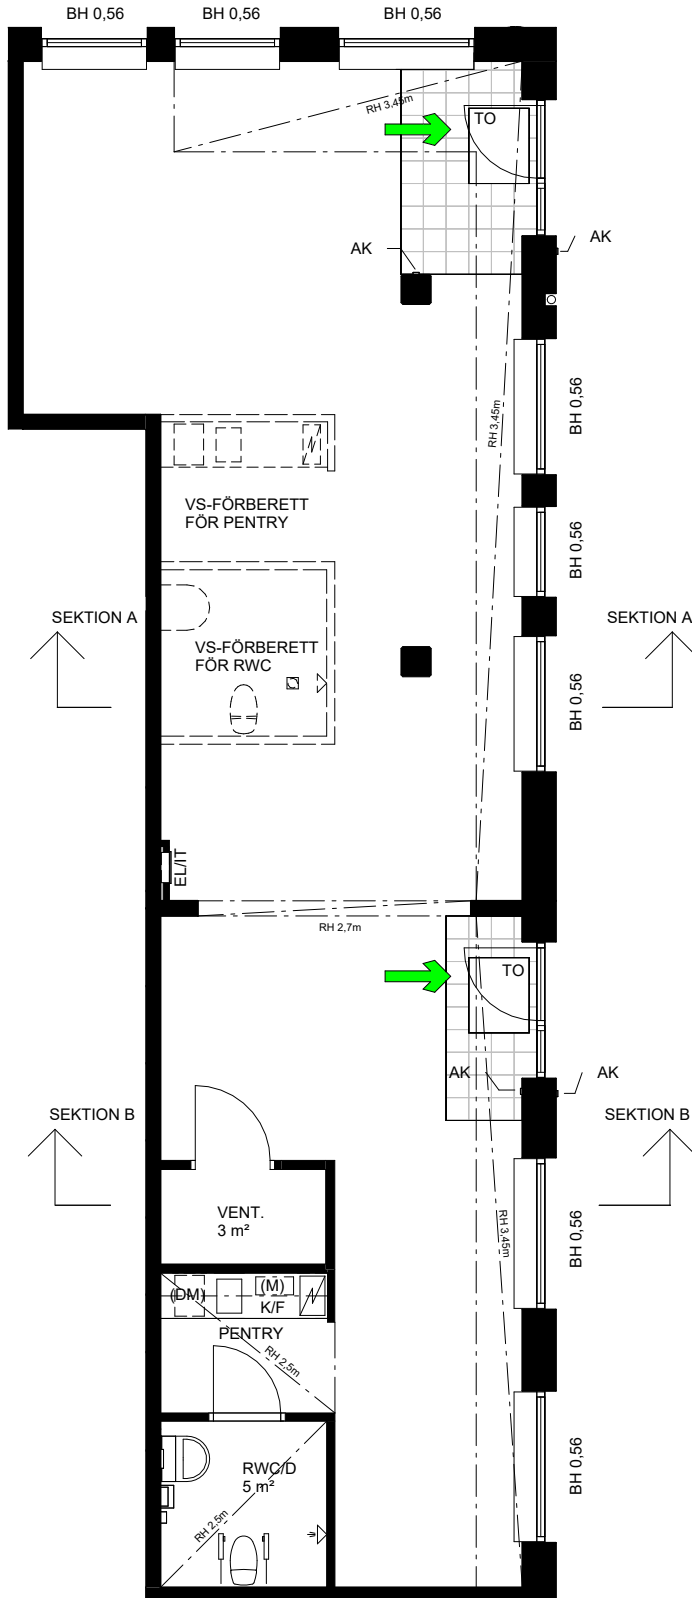 BH 0,56
BH 0,56
BH 0,56
RH 3,45m
TO
AK
AK
BH 0,56
RH 3,45m
VS-FÖRBERETT
FÖR PENTRY
BH 0,56
SEKTION A
SEKTION A
VS-FÖRBERETT
FÖR RWC
BH 0,56
EL/IT
RH 2,7m
TO
AK
AK
SEKTION B
SEKTION B
VENT.
3 m²
RH 3,45m
BH 0,56
(DM)
(M)
K/F
PENTRY
RH 2,5m
BH 0,56
RWC/D
5 m²
RH 2,5m